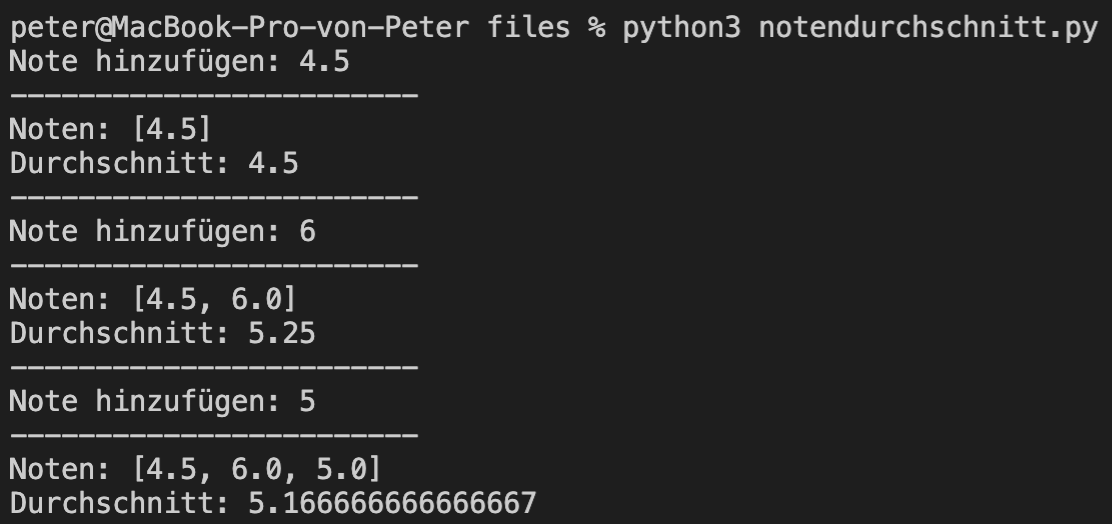 peter@MacBook-Pro-von-Peter files % python3 notendurchschnitt.py
Note hinzufügen: 4.5
------------------------
Noten: [4.5]
Durchschnitt: 4.5
------------------------
Note hinzufügen: 6
------------------------
Noten: [4.5, 6.0]
Durchschnitt: 5.25
------------------------
Note hinzufügen: 5
------------------------
Noten: [4.5, 6.0, 5.0]
Durchschnitt: 5.166666666666667